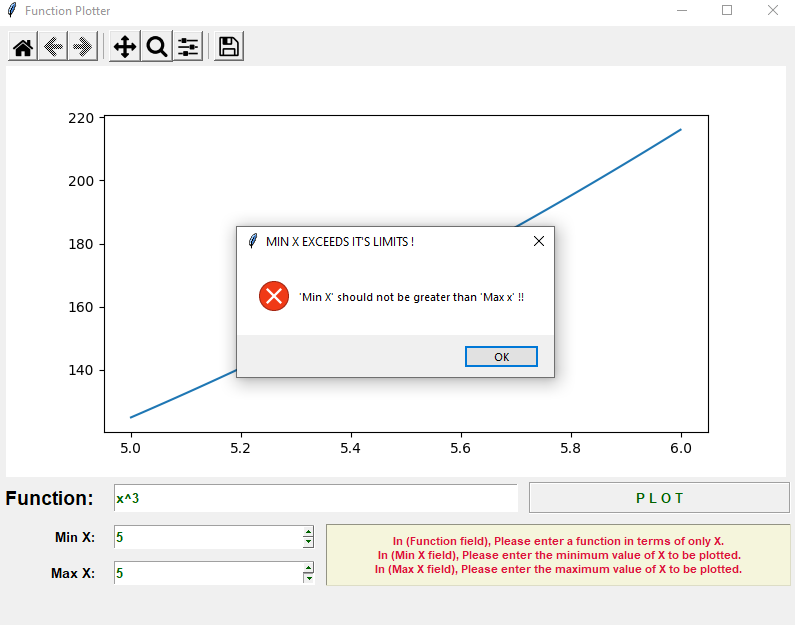 Function Plotter
220
200
180
160
140
5.0 5.2 5.4 5.6 5.8 6.0
MIN X EXCEEDS IT'S LIMITS !
'Min X' should not be greater than 'Max x' !!
OK
Function: x^3 P L O T
Min X: 5
Max X: 5
In (Function field), Please enter a function in terms of only X.
In (Min X field), Please enter the minimum value of X to be plotted.
In (Max X field), Please enter the maximum value of X to be plotted.